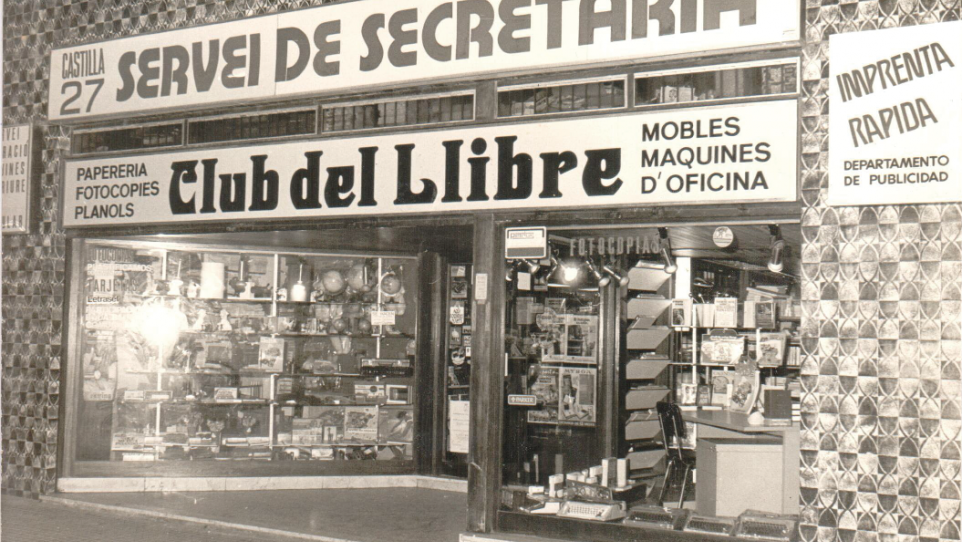 CASTILLA
27
SERVEI DE SECRETARIA
PAPERERIA
FOTOCOPIES
PLANOLS
Club del Llibre
MOBLES
MAQUINES
D'OFICINA
IMPRENTA
RAPIDA
DEPARTAMENTO
DE PUBLICIDAD
FOTOCOPIAS
Letraset